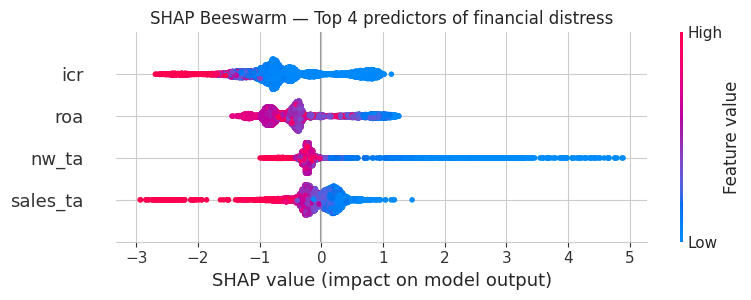 SHAP Beeswarm — Top 4 predictors of financial distress
High
icr
roa
nw_ta
sales_ta
Feature value
Low
−3 −2 −1 0 1 2 3 4 5
SHAP value (impact on model output)